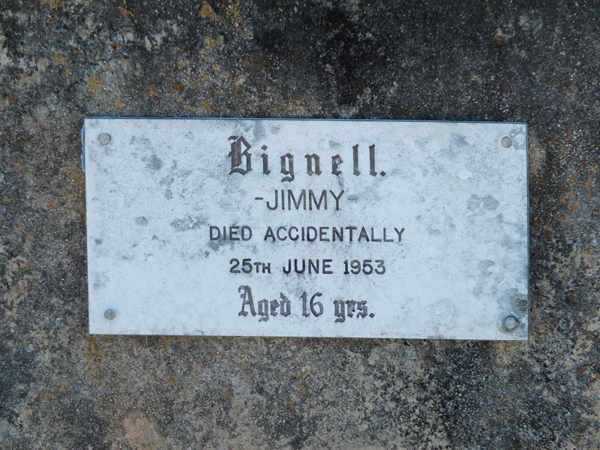 Bignell.
-JIMMY-
DIED ACCIDENTALLY
25TH JUNE 1953
Aged 16 yrs.